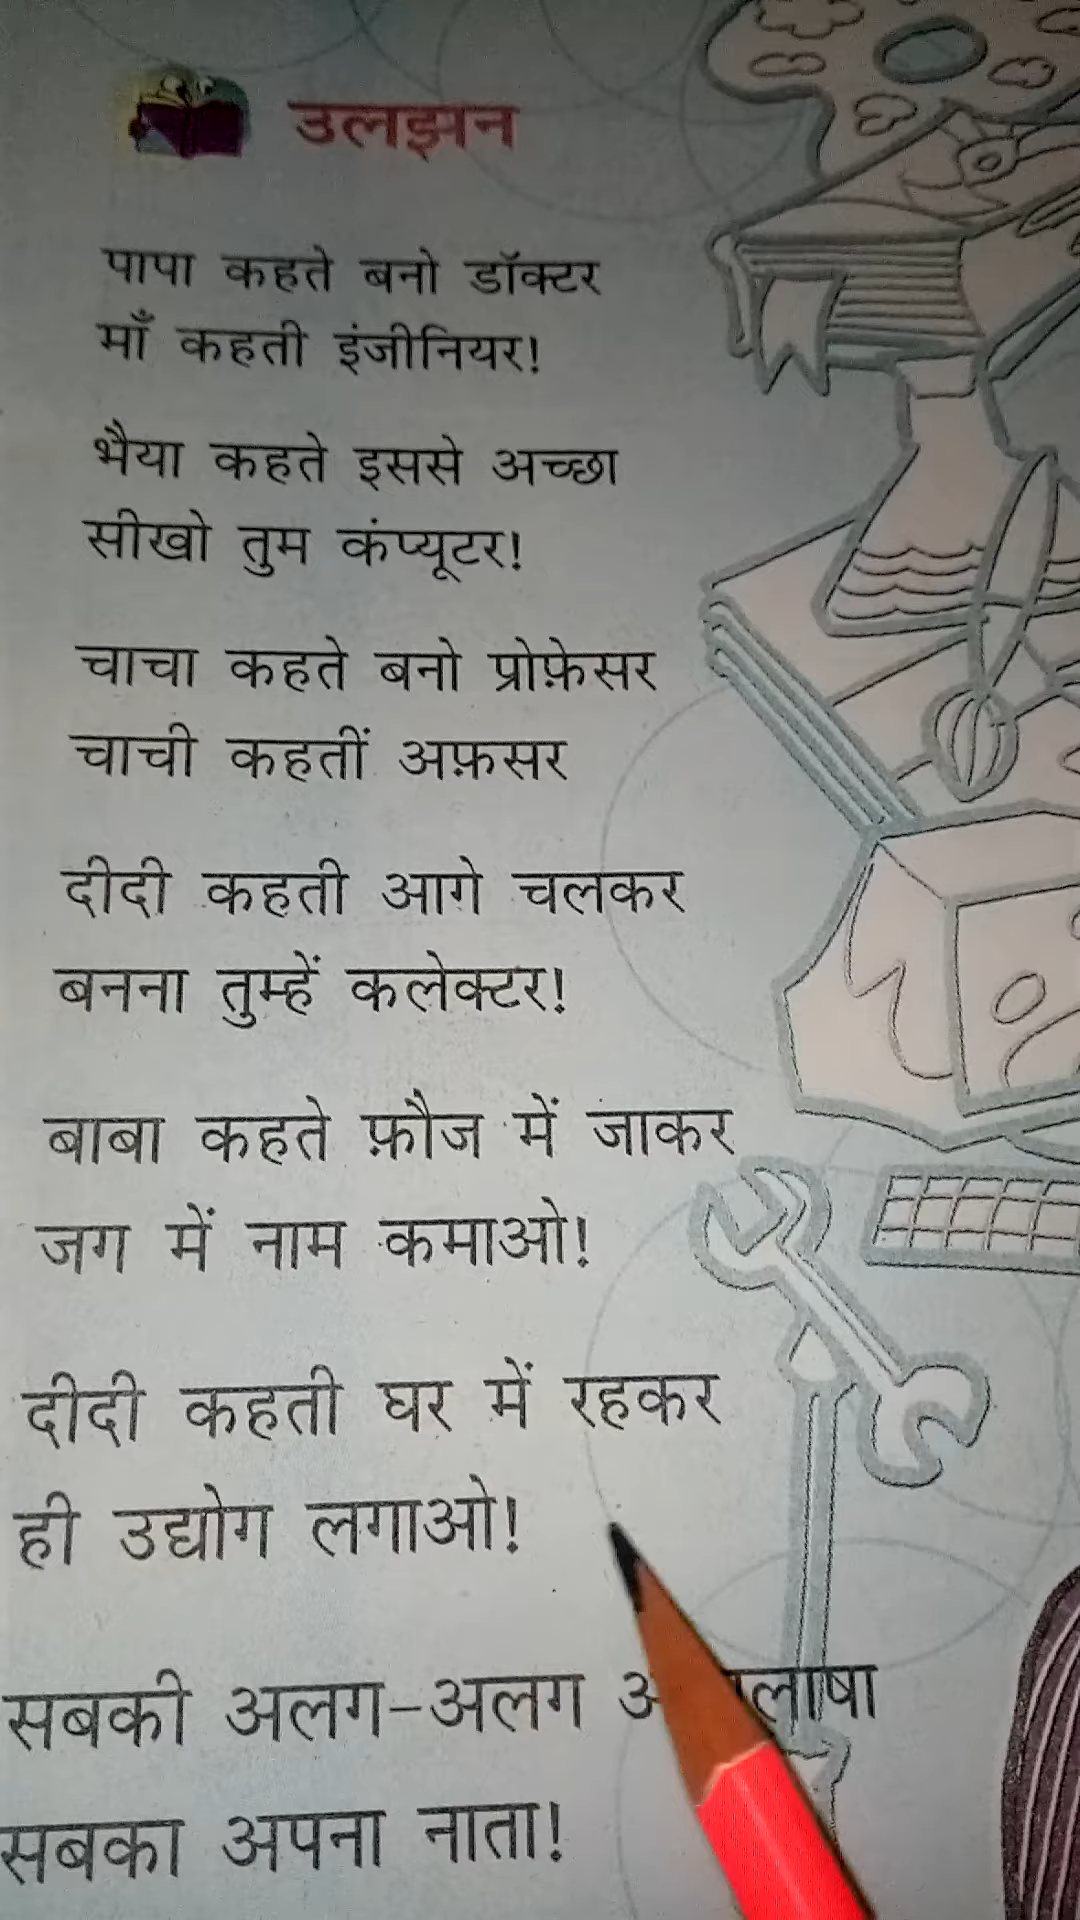 उलझन
पापा कहते बनो डॉक्टर
माँ कहती इंजीनियर!
भैया कहते इससे अच्छा
सीखो तुम कंप्यूटर!
चाचा कहते बनो प्रोफ़ेसर
चाची कहतीं अफ़सर
दीदी कहती आगे चलकर
बनना तुम्हें कलेक्टर!
बाबा कहते फ़ौज में जाकर
जग में नाम कमाओ!
दीदी कहती घर में रहकर
ही उद्योग लगाओ!
सबकी अलग-अलग
सबका अपना नाता!